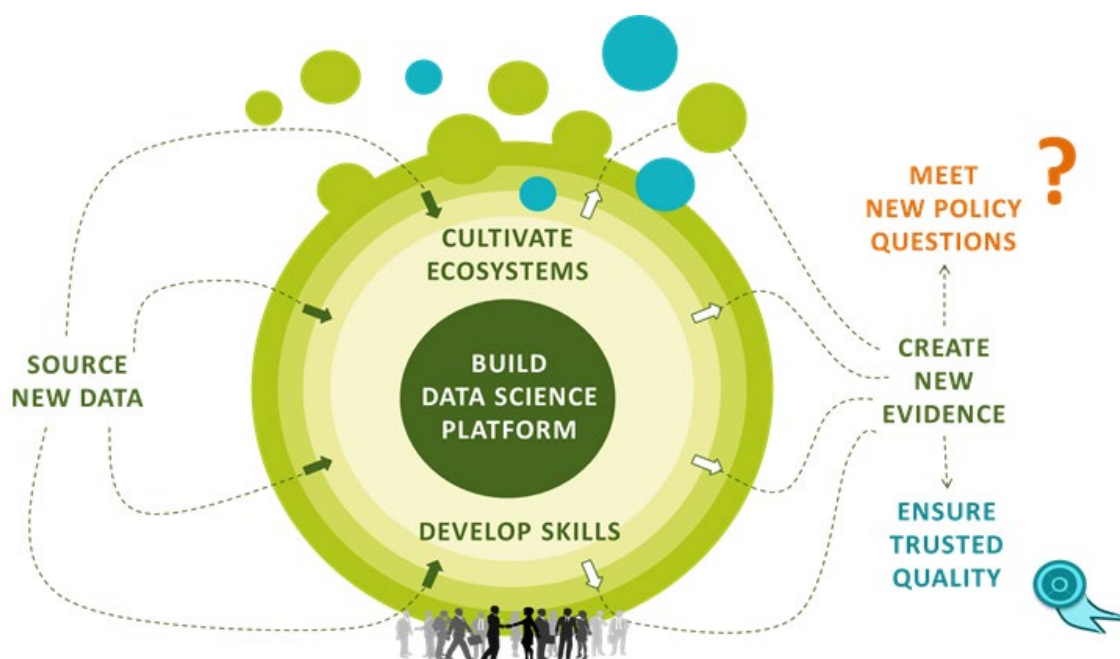 SOURCE
NEW DATA
CULTIVATE
ECOSYSTEMS
BUILD
DATA SCIENCE
PLATFORM
DEVELOP SKILLS
MEET
NEW POLICY
QUESTIONS
?
CREATE
NEW
EVIDENCE
ENSURE
TRUSTED
QUALITY